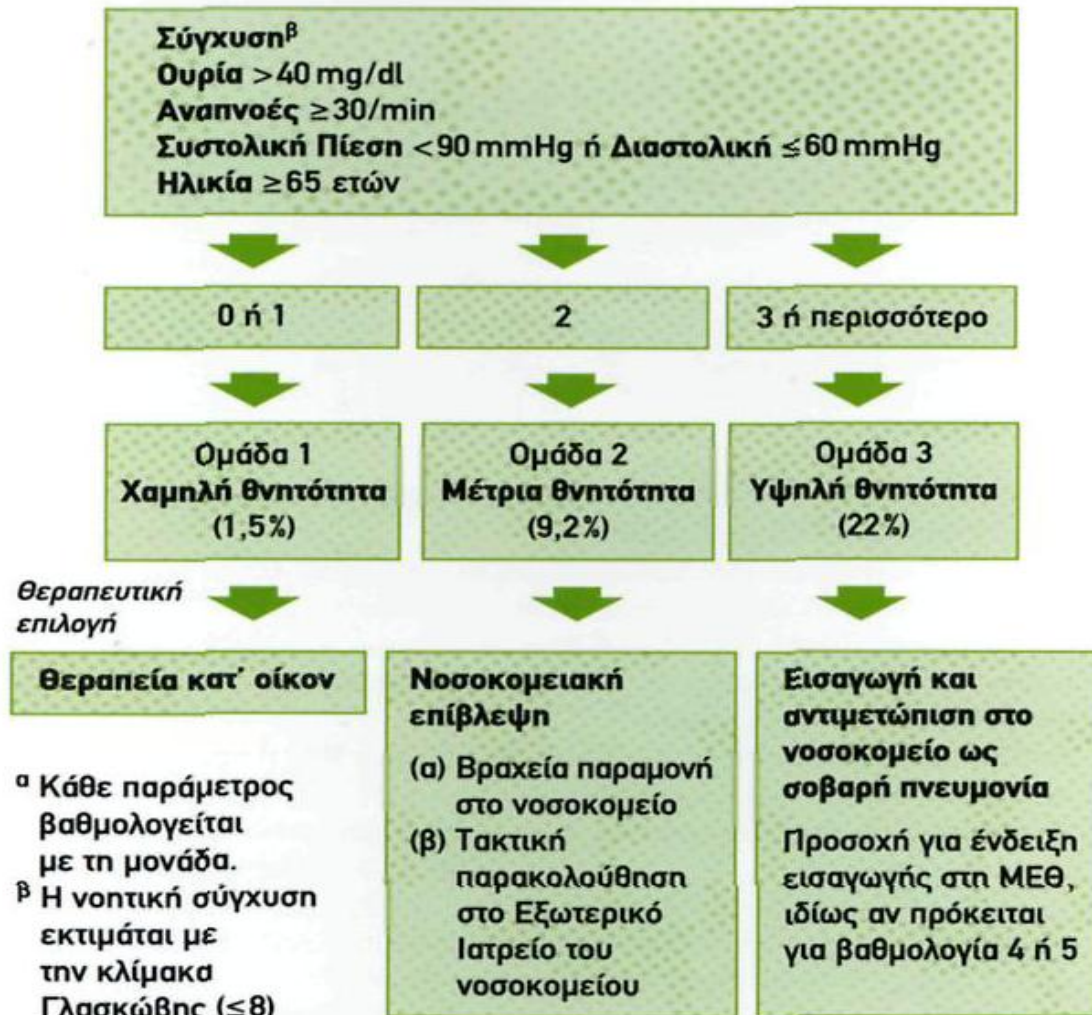 Σύγχυσηβ
Ουρία >40 mg/dl
Αναπνοές ≥30/min
Συστολική Πίεση <90 mmHg ή Διαστολική ≤60 mmHg
Ηλικία ≥65 ετών
0 ή 1
2
3 ή περισσότερο
Ομάδα 1
Χαμηλή θνητότητα
(1,5%)
Ομάδα 2
Μέτρια θνητότητα
(9,2%)
Ομάδα 3
Υψηλή θνητότητα
(22%)
Θεραπευτική
επιλογή
Θεραπεία κατ' οίκον
α Κάθε παράμετρος
βαθμολογείται
με τη μονάδα.
β Η νοητική σύγχυση
εκτιμάται με
την κλίμακα
Γλασκώβης (≤8)
Νοσοκομειακή
επίβλεψη
(α) Βραχεία παραμονή
στο νοσοκομείο
(β) Τακτική
παρακολούθηση
στο Εξωτερικό
Ιατρείο του
νοσοκομείου
Εισαγωγή και
αντιμετώπιση στο
νοσοκομείο ως
σοβαρή πνευμονία
Προσοχή για ένδειξη
εισαγωγής στη ΜΕΘ,
ιδίως αν πρόκειται
για βαθμολογία 4 ή 5